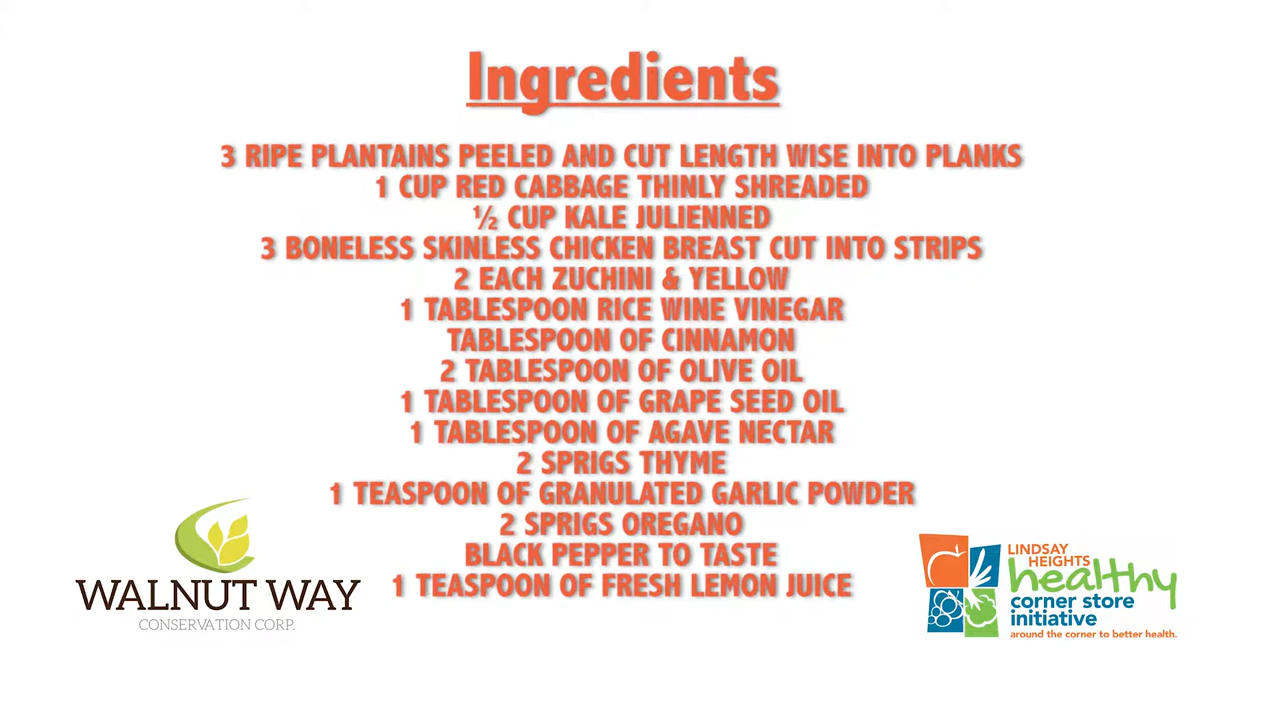 Ingredients
3 RIPE PLANTAINS PEELED AND CUT LENGTH WISE INTO PLANKS
1 CUP RED CABBAGE THINLY SHREADED
½ CUP KALE JULIENNED
3 BONELESS SKINLESS CHICKEN BREAST CUT INTO STRIPS
2 EACH ZUCHINI & YELLOW
1 TABLESPOON RICE WINE VINEGAR
TABLESPOON OF CINNAMON
2 TABLESPOON OF OLIVE OIL
1 TABLESPOON OF GRAPE SEED OIL
1 TABLESPOON OF AGAVE NECTAR
2 SPRIGS THYME
1 TEASPOON OF GRANULATED GARLIC POWDER
2 SPRIGS OREGANO
BLACK PEPPER TO TASTE
1 TEASPOON OF FRESH LEMON JUICE
WALNUT WAY
CONSERVATION CORP.
LINDSAY
HEIGHTS
healthy
corner store
initiative
around the corner to better health.